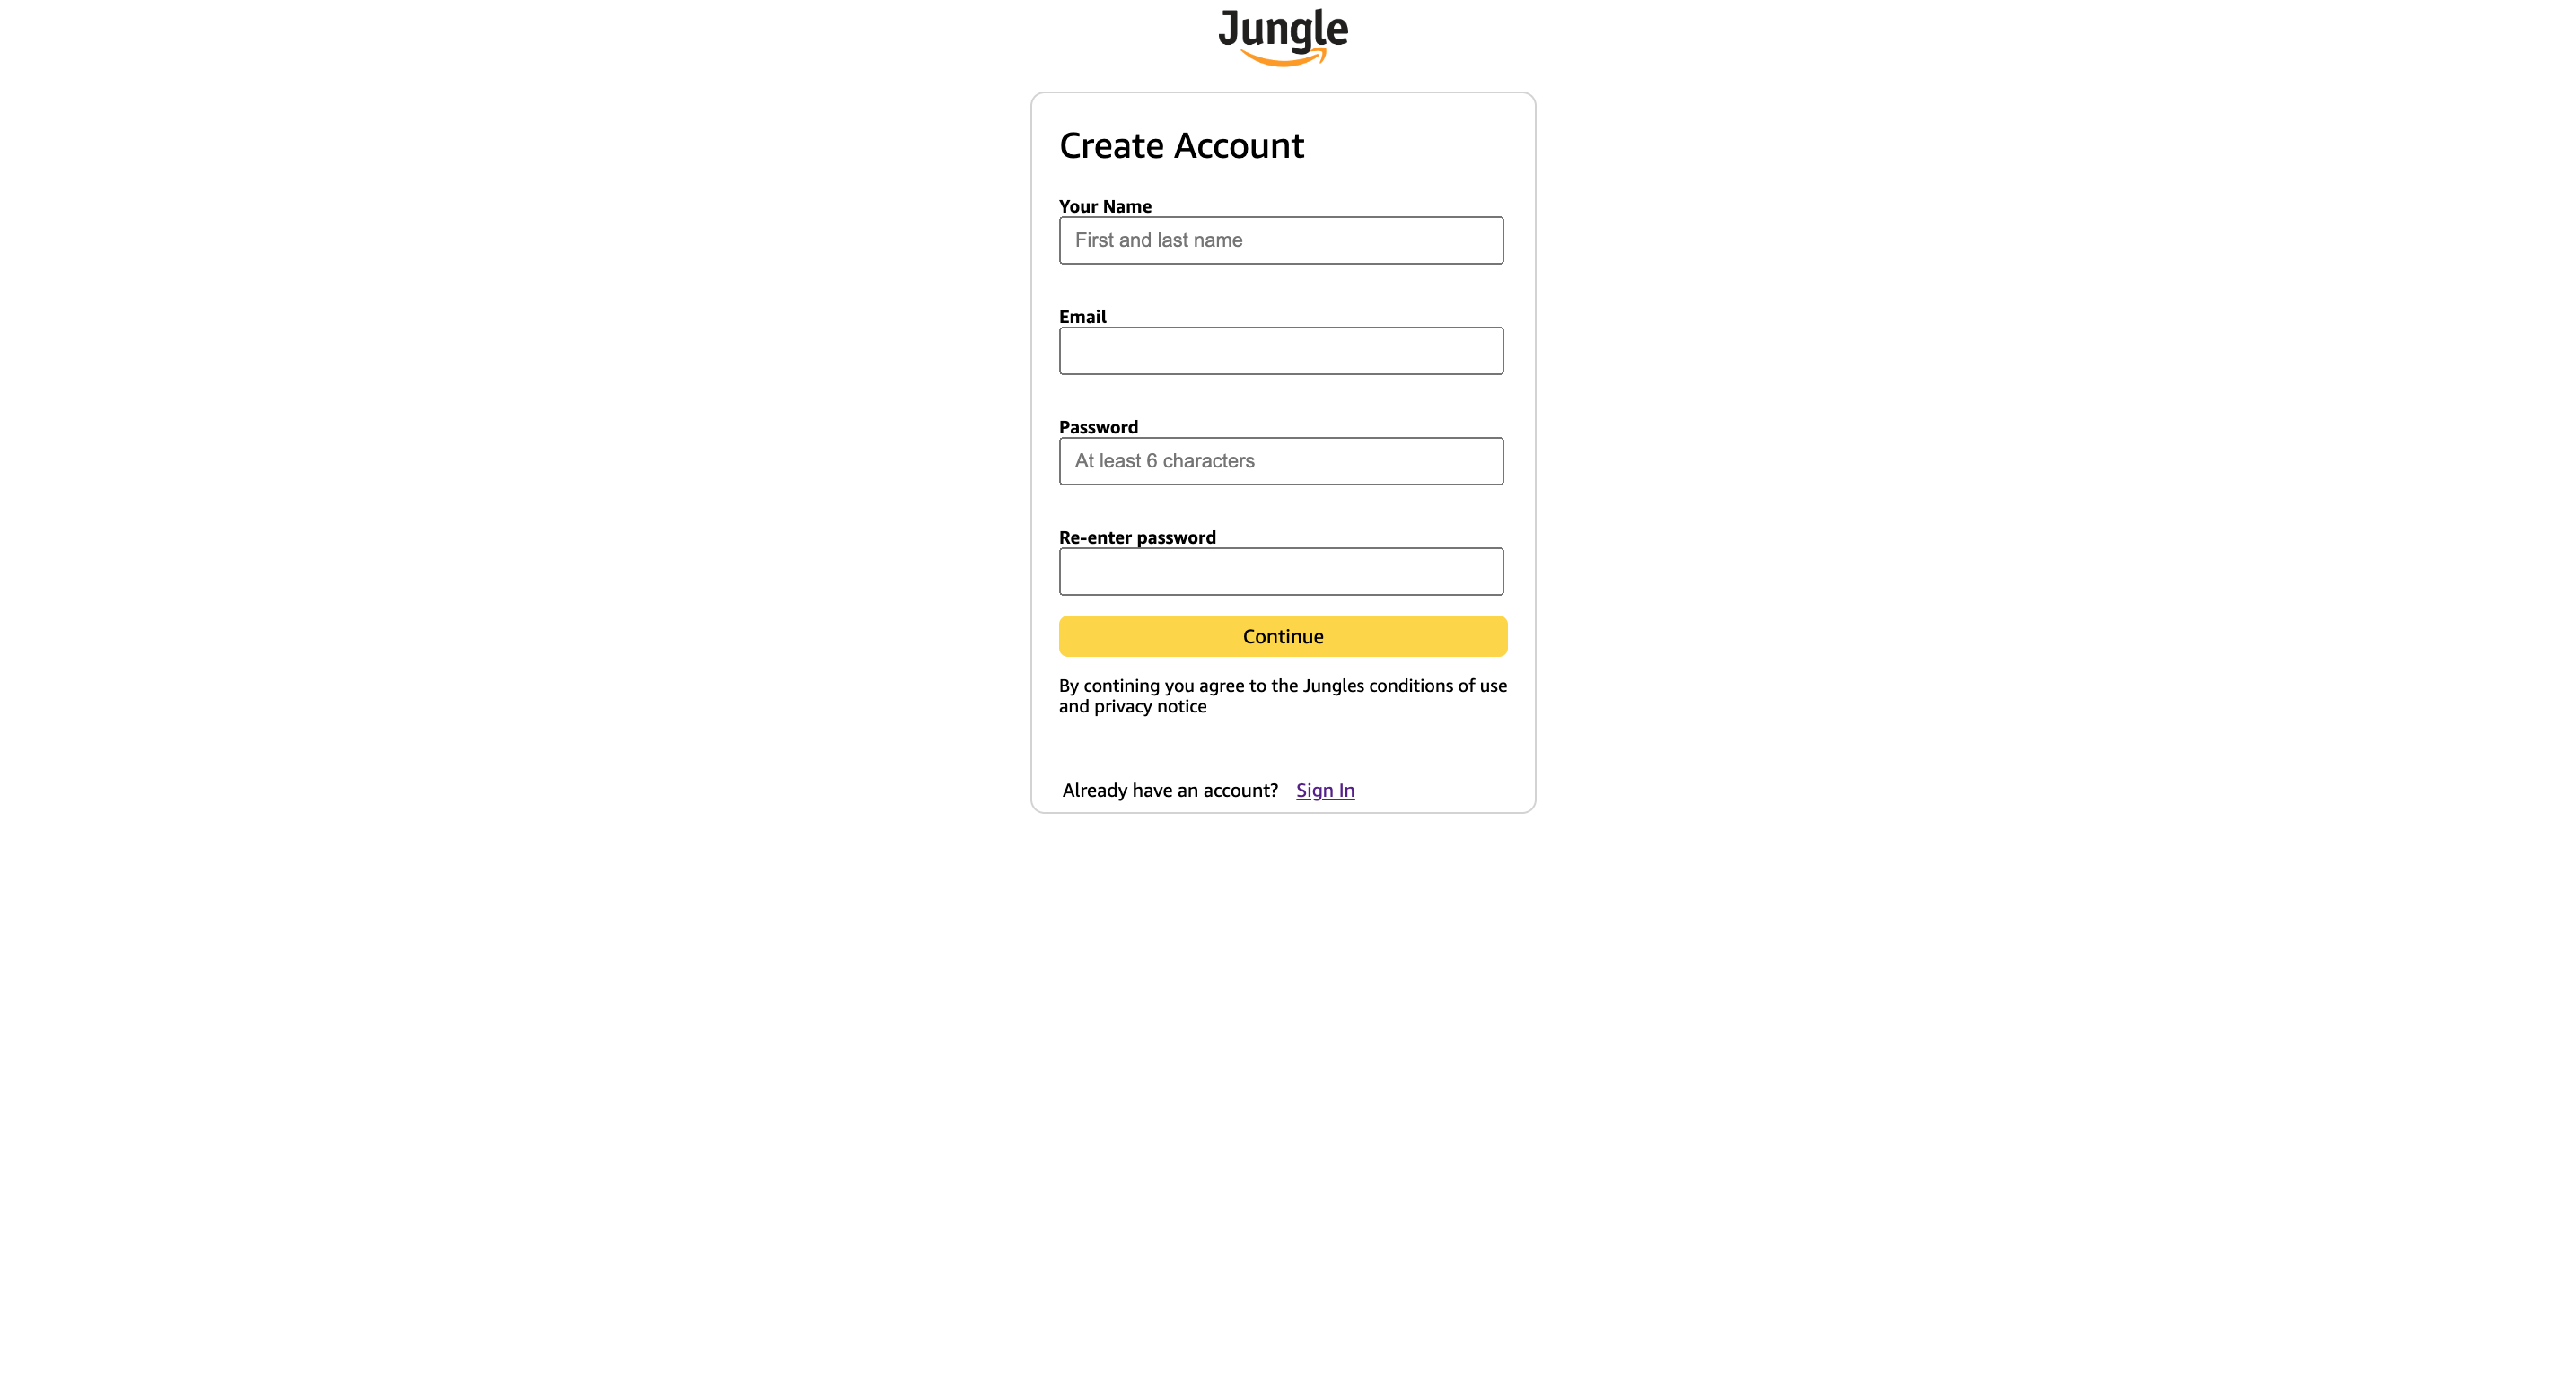 Jungle
Create Account
Your Name
First and last name
Email
Password
At least 6 characters
Re-enter password
Continue
By contining you agree to the Jungles conditions of use
and privacy notice
Already have an account? Sign In